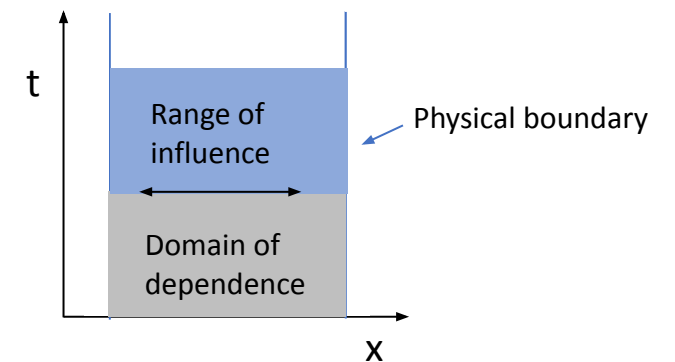 t
Range of
influence
Physical boundary
Domain of
dependence
x